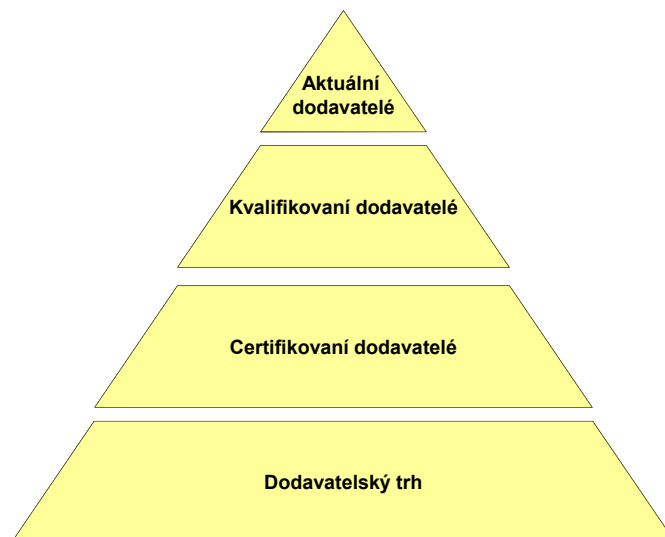 Aktuální
dodavatelé
Kvalifikovaní dodavatelé
Certifikovaní dodavatelé
Dodavatelský trh